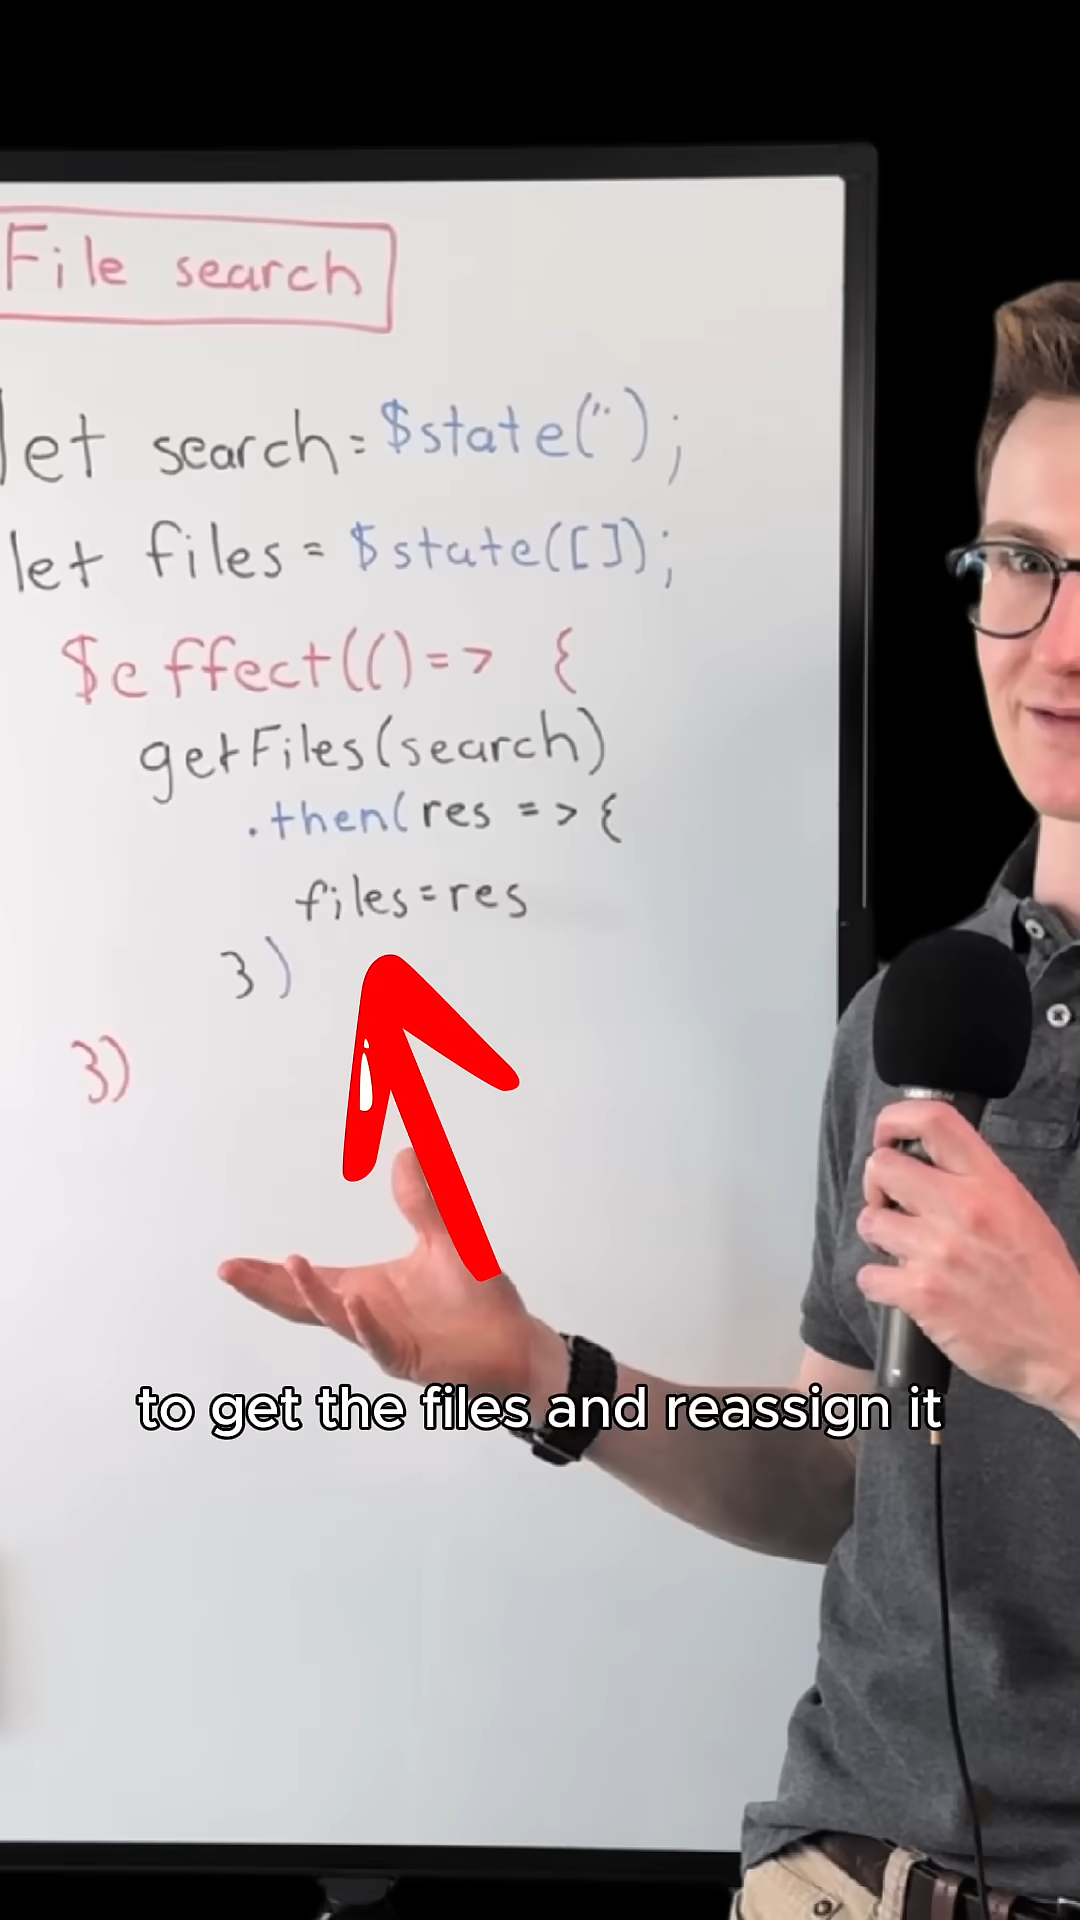 File search
let search = $state('');
let files = $state([]);
$effect(() => {
getFiles(search)
.then(res => {
files=res
})
})
to get the files and reassign it